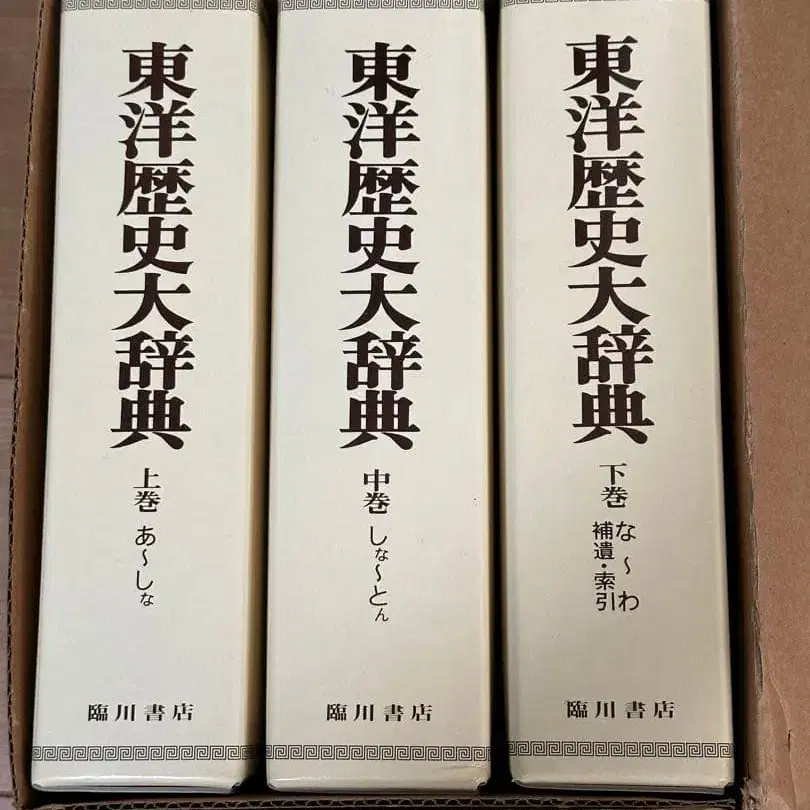 東洋歴史大辞典
上巻 あ〜しな
臨川書店
東洋歴史大辞典
中巻 しな〜とん
臨川書店
東洋歴史大辞典
下巻 な〜わ
補遺・索引
臨川書店